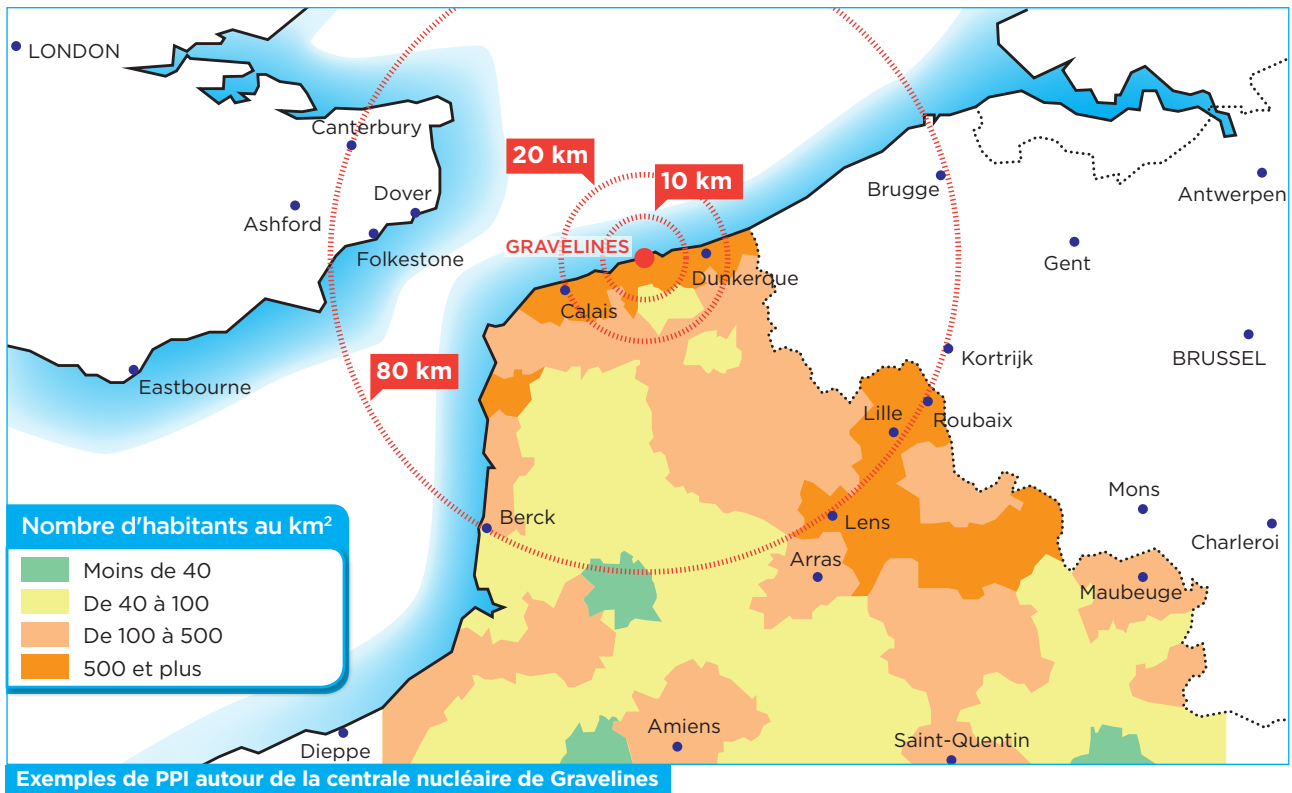 LONDON
Canterbury
20 km
10 km
Dover
Brugge
Antwerpen
Ashford
GRAVELINES
Folkestone
Dunkerque
Gent
Calais
Kortrijk
BRUSSEL
80 km
Eastbourne
Lille
Roubaix
Mons
Berck
Lens
Charleroi
Nombre d'habitants au km²
Moins de 40
De 40 à 100
De 100 à 500
500 et plus
Arras
Maubeuge
Amiens
Saint-Quentin
Dieppe
Exemples de PPI autour de la centrale nucléaire de Gravelines